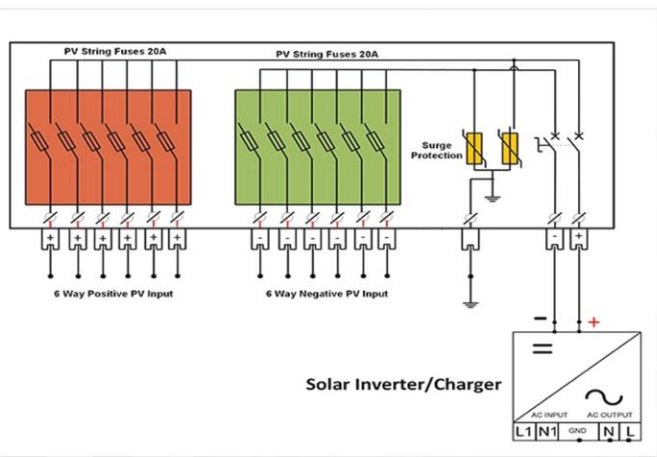 PV String Fuses 20A
PV String Fuses 20A
Surge
Protection
+ + + + + +
- - - - - -
- +
6 Way Positive PV Input
6 Way Negative PV Input
- +
Solar Inverter/Charger
AC INPUT AC OUTPUT
L1 N1 GND N L